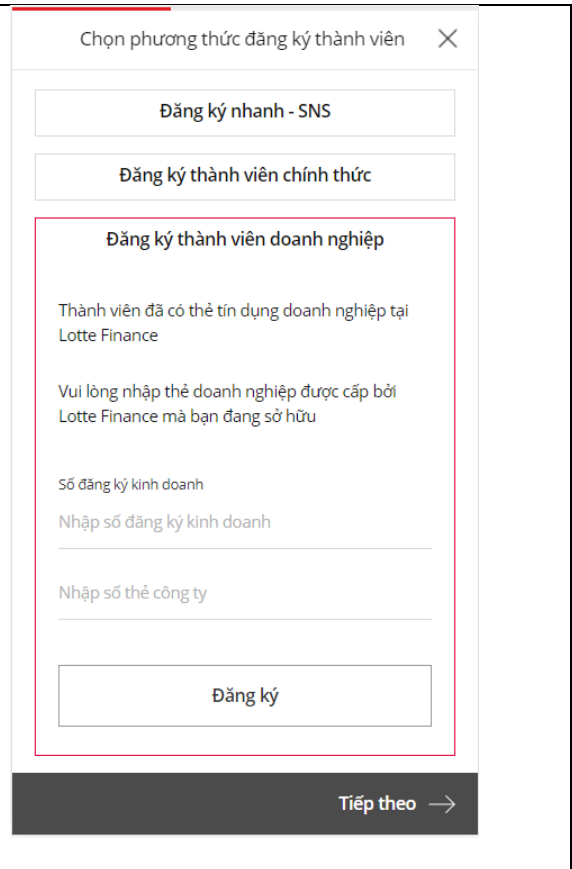 Chọn phương thức đăng ký thành viên
Đăng ký nhanh - SNS
Đăng ký thành viên chính thức
Đăng ký thành viên doanh nghiệp
Thành viên đã có thẻ tín dụng doanh nghiệp tại
Lotte Finance
Vui lòng nhập thẻ doanh nghiệp được cấp bởi
Lotte Finance mà bạn đang sở hữu
Số đăng ký kinh doanh
Nhập số đăng ký kinh doanh
Nhập số thẻ công ty
Đăng ký
Tiếp theo